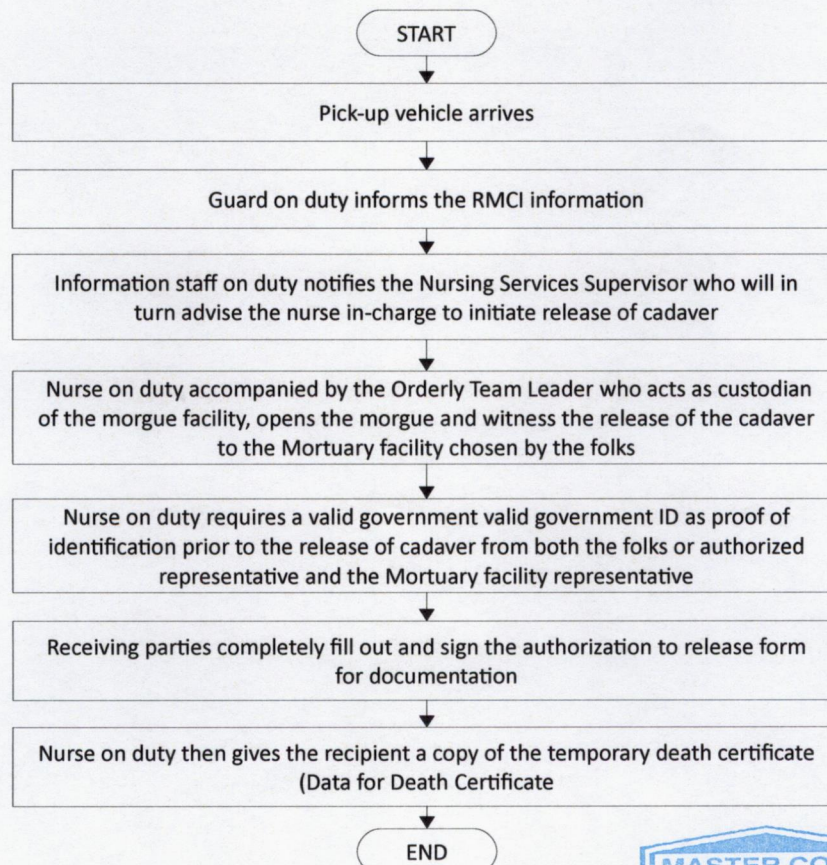 START
Pick-up vehicle arrives
Guard on duty informs the RMCI information
Information staff on duty notifies the Nursing Services Supervisor who will in
turn advise the nurse in-charge to initiate release of cadaver
Nurse on duty accompanied by the Orderly Team Leader who acts as custodian
of the morgue facility, opens the morgue and witness the release of the cadaver
to the Mortuary facility chosen by the folks
Nurse on duty requires a valid government valid government ID as proof of
identification prior to the release of cadaver from both the folks or authorized
representative and the Mortuary facility representative
Receiving parties completely fill out and sign the authorization to release form
for documentation
Nurse on duty then gives the recipient a copy of the temporary death certificate
(Data for Death Certificate
END
MASTER CO